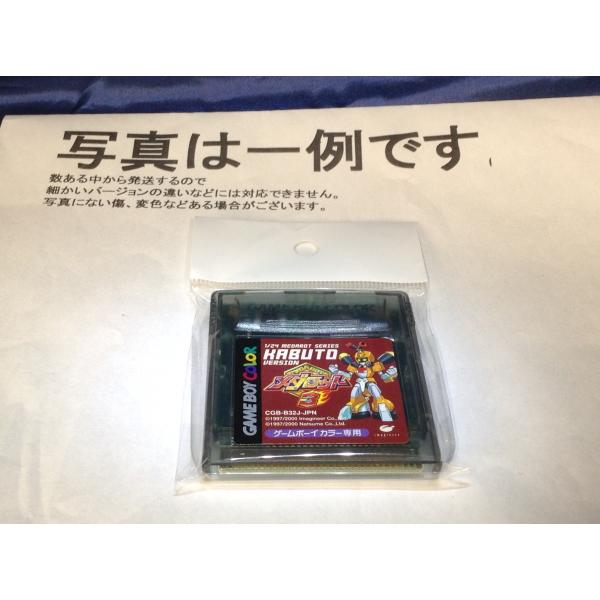 写真は一例です。
数ある中から発送するので
細かいバージョンの違いなどには対応できません。
写真にない傷、変色などある場合がございます。
1/24 MEDAROT SERIES
KABUTO
VERSION
メダロット
3
CGB-B32J-JPN
©1997/2000 Imagineer Co.,
©1997/2000 Natsume Co., Ltd.
ゲームボーイカラー専用
imagineer
GAME BOY COLOR